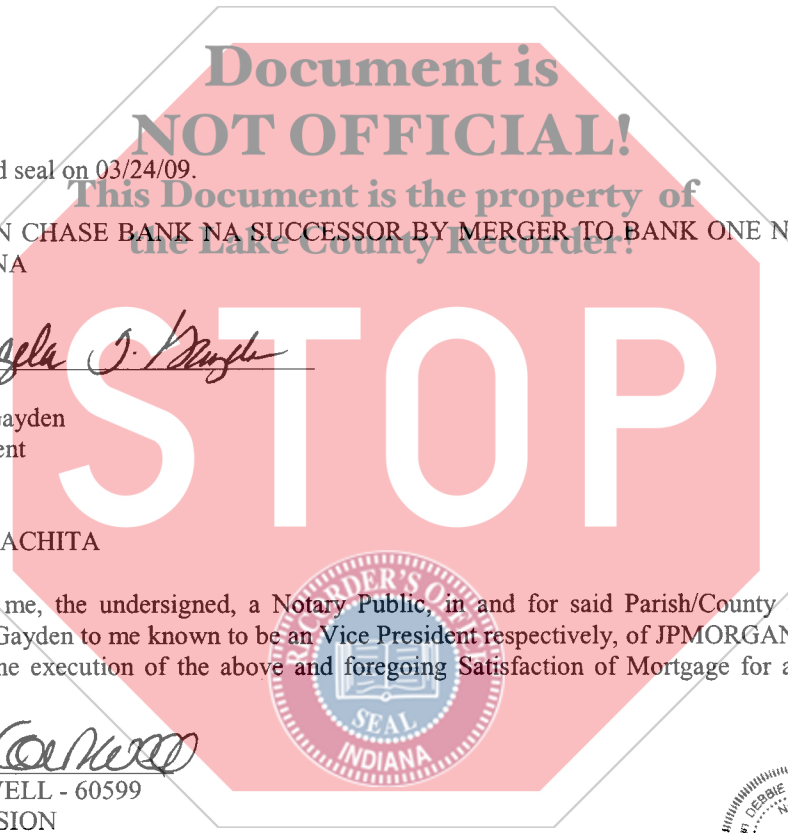 Document is
NOT OFFICIAL!
d seal on 03/24/09.
This Document is the property of
N CHASE BANK NA SUCCESSOR BY MERGER TO BANK ONE N
the Lake County Recorder!
NA
STOP
Gayden
ent
ACHITA
me, the undersigned, a Notary Public, in and for said Parish/County
Gayden to me known to be an Vice President respectively, of JPMORGAN
he execution of the above and foregoing Satisfaction of Mortgage for a
RECORDER'S OFFICE
SEAL
INDIANA
ELL - 60599
SION
DEBBIE